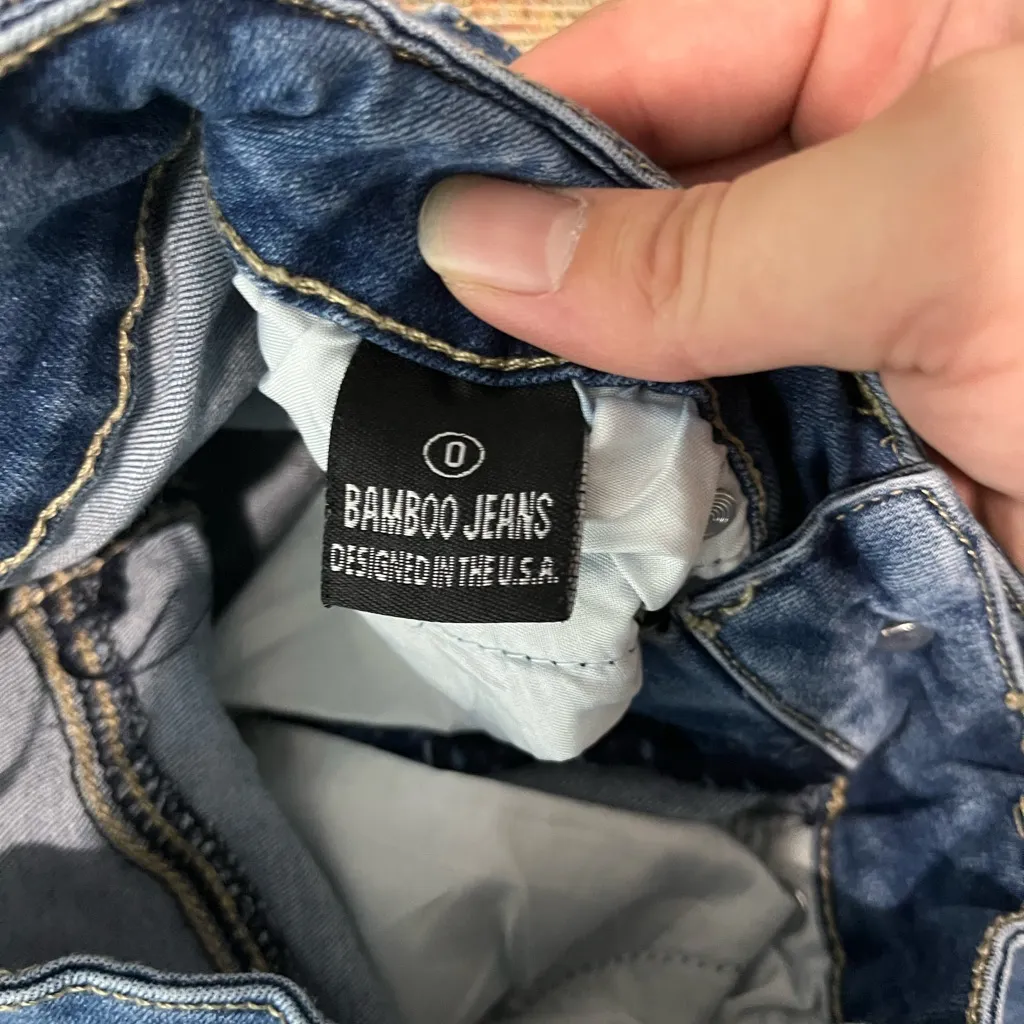 0
BAMBOO JEANS
DESIGNED IN THE U.S.A.